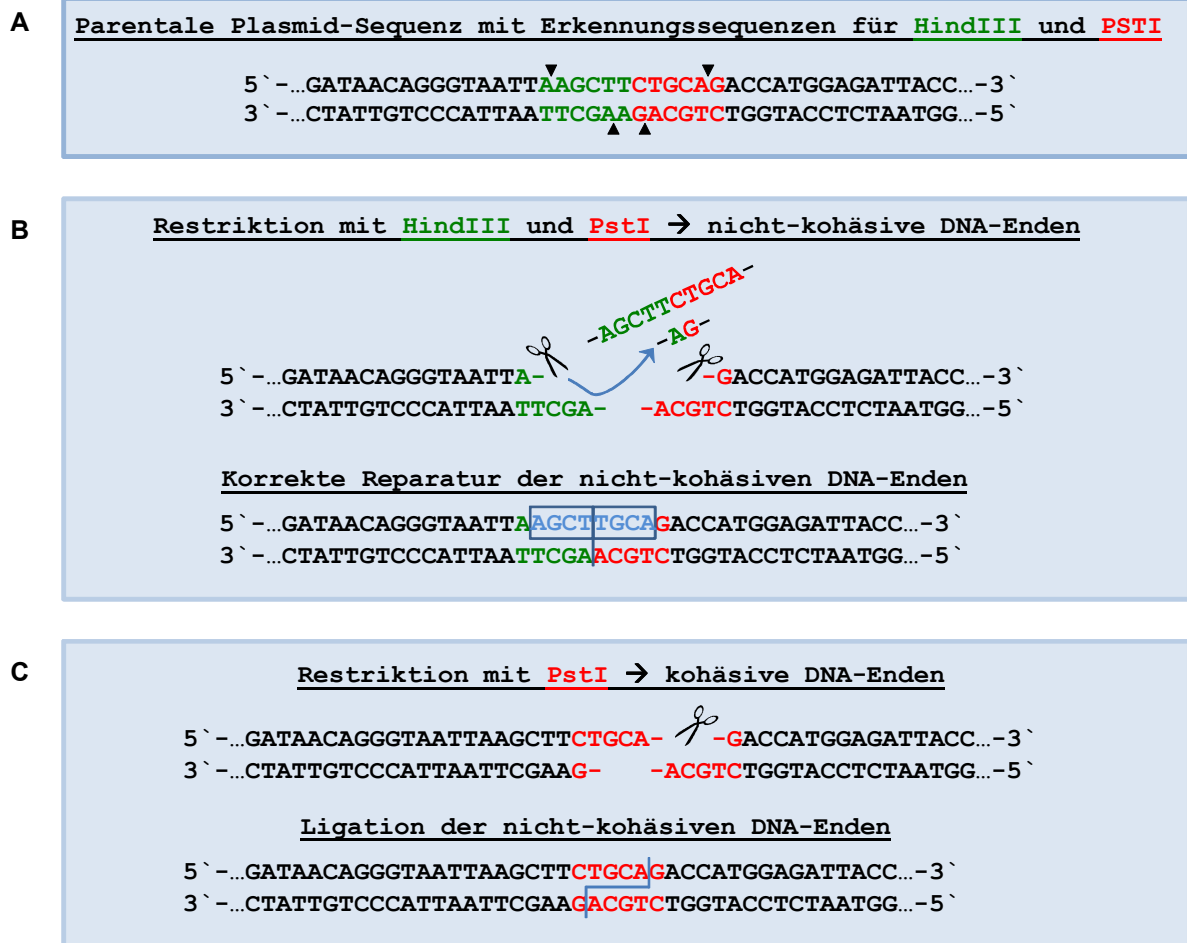 A
Parentale Plasmid-Sequenz mit Erkennungssequenzen für HindIII und PSTI
5`-…GATAACAGGGTAATTAAGCTTCTGCAGACCATGGAGATTACC…-3`
3`-…CTATTGTCCCATTAATTCGAAGACGTCTGGTACCTCTAATGG…-5`
B
Restriktion mit HindIII und PstI → nicht-kohäsive DNA-Enden
-AGCTTCTGCA-
-AG-
5`-…GATAACAGGGTAATTA- -GACCATGGAGATTACC…-3`
3`-…CTATTGTCCCATTAATTCGA- -ACGTCTGGTACCTCTAATGG…-5`
Korrekte Reparatur der nicht-kohäsiven DNA-Enden
5`-…GATAACAGGGTAATTAAGCTTGCAGACCATGGAGATTACC…-3`
3`-…CTATTGTCCCATTAATTCGAACGTCTGGTACCTCTAATGG…-5`
C
Restriktion mit PstI → kohäsive DNA-Enden
5`-…GATAACAGGGTAATTAAGCTTCTGCA- -GACCATGGAGATTACC…-3`
3`-…CTATTGTCCCATTAATTCGAAG- -ACGTCTGGTACCTCTAATGG…-5`
Ligation der nicht-kohäsiven DNA-Enden
5`-…GATAACAGGGTAATTAAGCTTCTGCAGACCATGGAGATTACC…-3`
3`-…CTATTGTCCCATTAATTCGAAGACGTCTGGTACCTCTAATGG…-5`